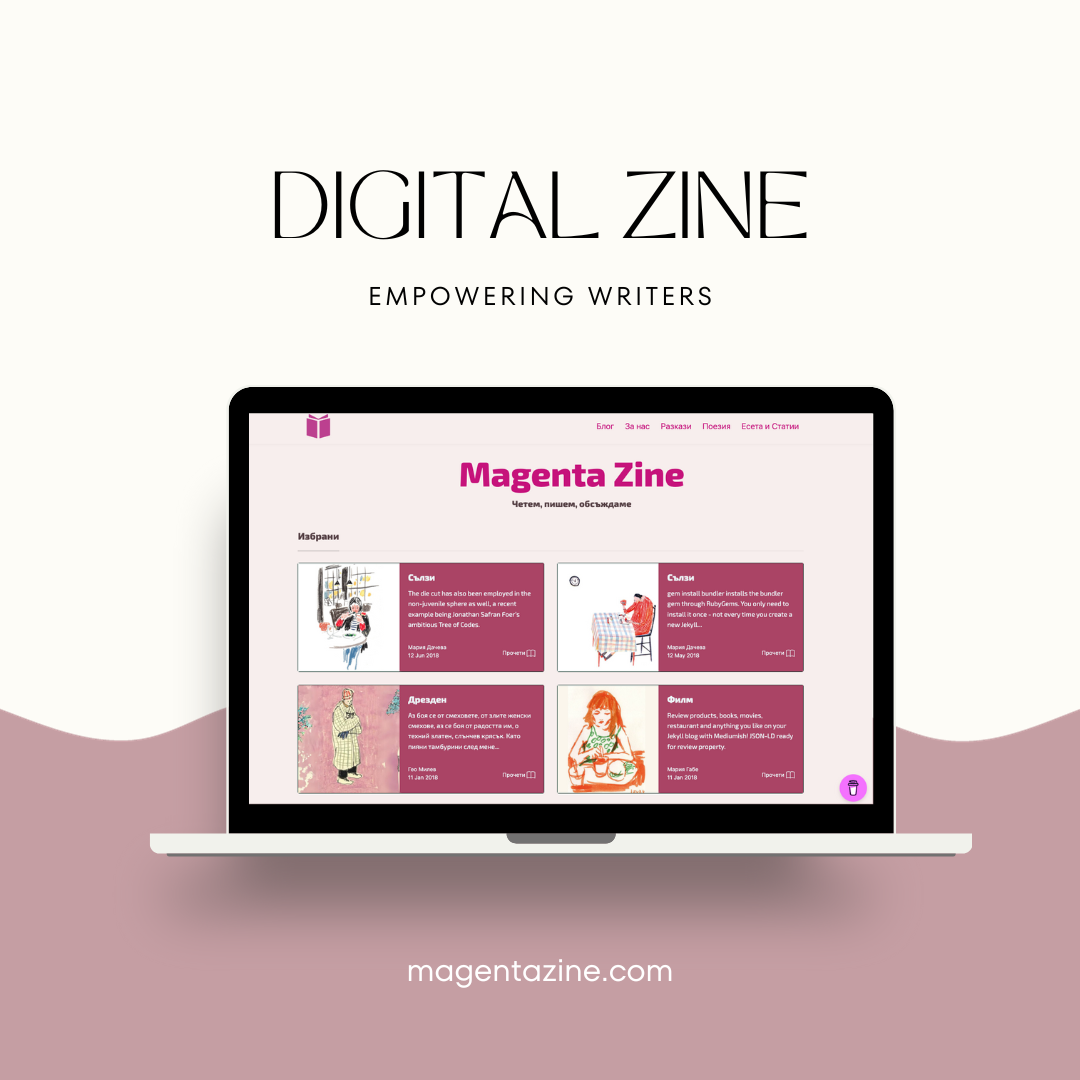 DIGITAL ZINE
EMPOWERING WRITERS
Блог За нас Разкази Поезия Есета и Статии
Magenta Zine
Четем, пишем, обсъждаме
Избрани
Сълзи
The die cut has also been employed in the
non-juvenile sphere as well, a recent
example being Jonathan Safran Foer's
ambitious Tree of Codes.
Мария Дачева
12 Jun 2018
Прочети
Сълзи
gem install bundler installs the bundler
gem through RubyGems. You only need to
install it once - not every time you create a
new Jekyll...
Мария Дачева
12 May 2018
Прочети
Дрезден
Аз боя се от смеховете, от злите женски
смехове, аз се боя от радостта им, о
техний златен, слънчев крясък. Като
пияни тамбурини след мене...
Гео Милев
11 Jan 2018
Прочети
Филм
Review products, books, movies,
restaurant and anything you like on your
Jekyll blog with Mediumish! JSON-LD ready
for review property.
Мария Габе
11 Jan 2018
Прочети
magentazine.com